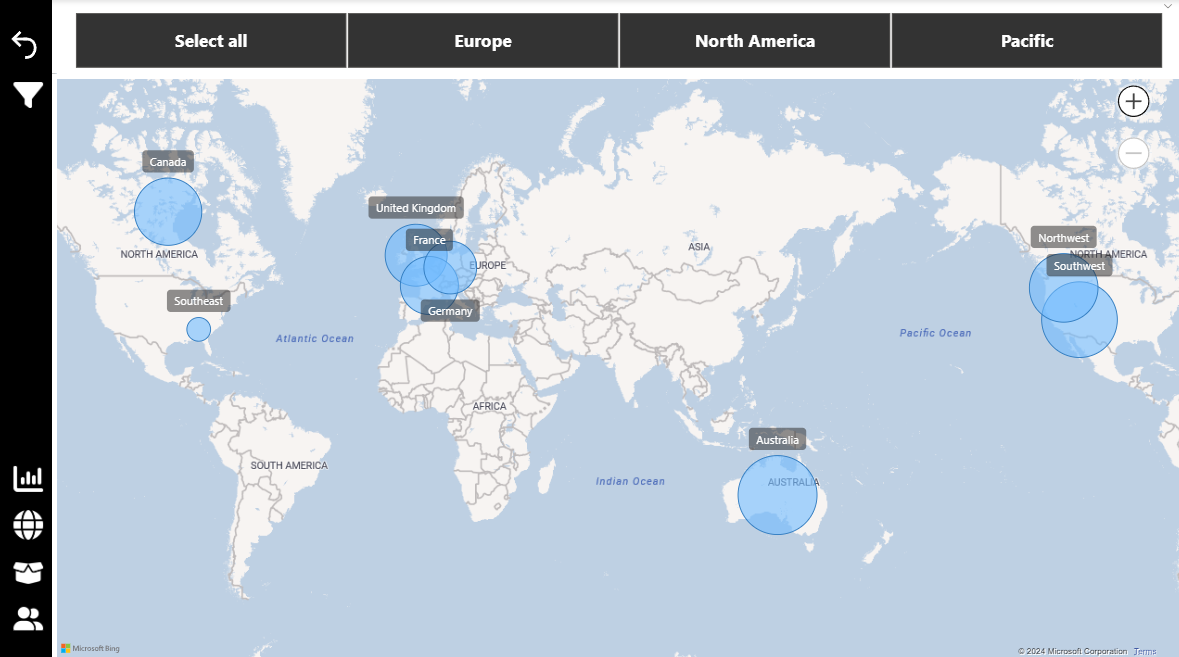 Select all
Europe
North America
Pacific
Canada
NORTH AMERICA
Southeast
Atlantic Ocean
SOUTH AMERICA
United Kingdom
France
EUROPE
Germany
AFRICA
ASIA
Indian Ocean
Australia
AUSTRALIA
Pacific Ocean
Northwest
NORTH AMERICA
Southwest
Microsoft Bing
© 2024 Microsoft Corporation Terms